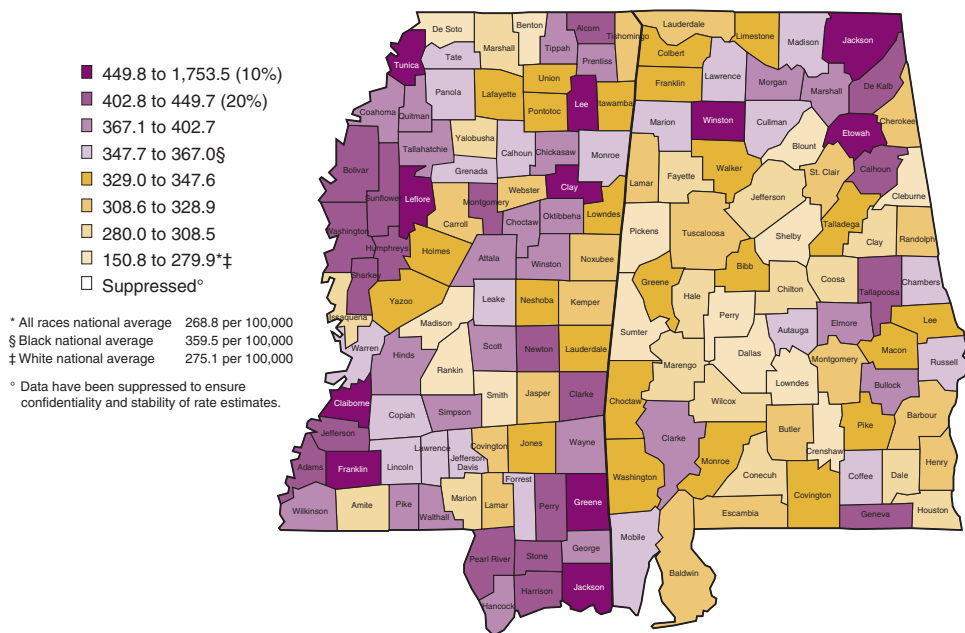 449.8 to 1,753.5 (10%)
402.8 to 449.7 (20%)
367.1 to 402.7
347.7 to 367.0§
329.0 to 347.6
308.6 to 328.9
280.0 to 308.5
150.8 to 279.9*‡
Suppressed°
* All races national average 268.8 per 100,000
§ Black national average 359.5 per 100,000
‡ White national average 275.1 per 100,000
° Data have been suppressed to ensure
confidentiality and stability of rate estimates.
De Soto
Benton
Marshall
Tippah
Alcorn
Tishomingo
Prentiss
Tunica
Tate
Panola
Lafayette
Union
Lee
Itawamba
Pontotoc
Coahoma
Quitman
Yalobusha
Tallahatchie
Calhoun
Chickasaw
Monroe
Grenada
Bolivar
Sunflower
Leflore
Montgomery
Webster
Clay
Lowndes
Carroll
Choctaw
Oktibbeha
Washington
Humphreys
Holmes
Attala
Winston
Noxubee
Sharkey
Issaquena
Yazoo
Madison
Leake
Neshoba
Kemper
Warren
Hinds
Rankin
Scott
Newton
Lauderdale
Claiborne
Copiah
Simpson
Smith
Jasper
Clarke
Jefferson
Adams
Franklin
Lincoln
Lawrence
Jefferson
Davis
Covington
Jones
Wayne
Wilkinson
Amite
Pike
Walthall
Marion
Lamar
Forrest
Perry
Greene
Pearl River
Stone
George
Hancock
Harrison
Jackson
Lauderdale
Limestone
Madison
Jackson
Colbert
Lawrence
Morgan
Marshall
De Kalb
Franklin
Marion
Winston
Cullman
Etowah
Cherokee
Blount
Lamar
Fayette
Walker
St. Clair
Calhoun
Cleburne
Jefferson
Pickens
Tuscaloosa
Shelby
Talladega
Clay
Randolph
Bibb
Greene
Hale
Chilton
Coosa
Tallapoosa
Chambers
Sumter
Perry
Autauga
Elmore
Lee
Marengo
Dallas
Montgomery
Macon
Russell
Lowndes
Bullock
Choctaw
Wilcox
Clarke
Butler
Crenshaw
Pike
Barbour
Washington
Monroe
Conecuh
Coffee
Dale
Henry
Covington
Escambia
Geneva
Houston
Mobile
Baldwin